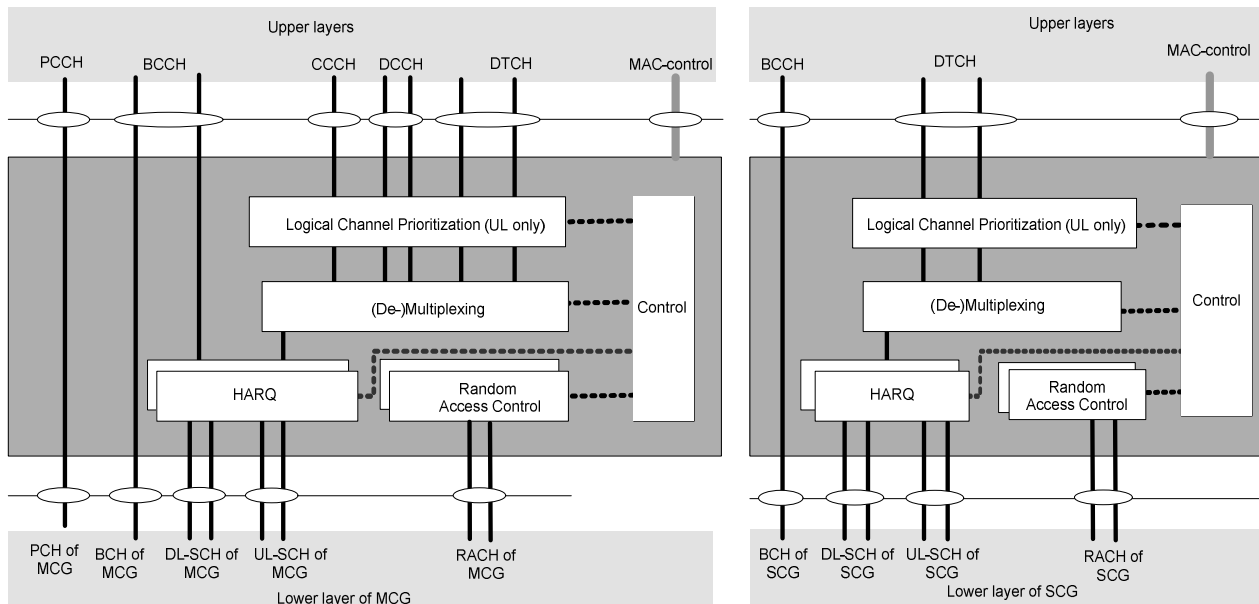 Upper layers
PCCH BCCH CCCH DCCH DTCH MAC-control
Logical Channel Prioritization (UL only)
(De-)Multiplexing
Control
HARQ
Random
Access Control
PCH of
MCG
BCH of
MCG
DL-SCH of
MCG
UL-SCH of
MCG
RACH of
MCG
Lower layer of MCG
Upper layers
BCCH DTCH MAC-control
Logical Channel Prioritization (UL only)
(De-)Multiplexing
Control
HARQ
Random
Access Control
BCH of
SCG
DL-SCH of
SCG
UL-SCH of
SCG
RACH of
SCG
Lower layer of SCG